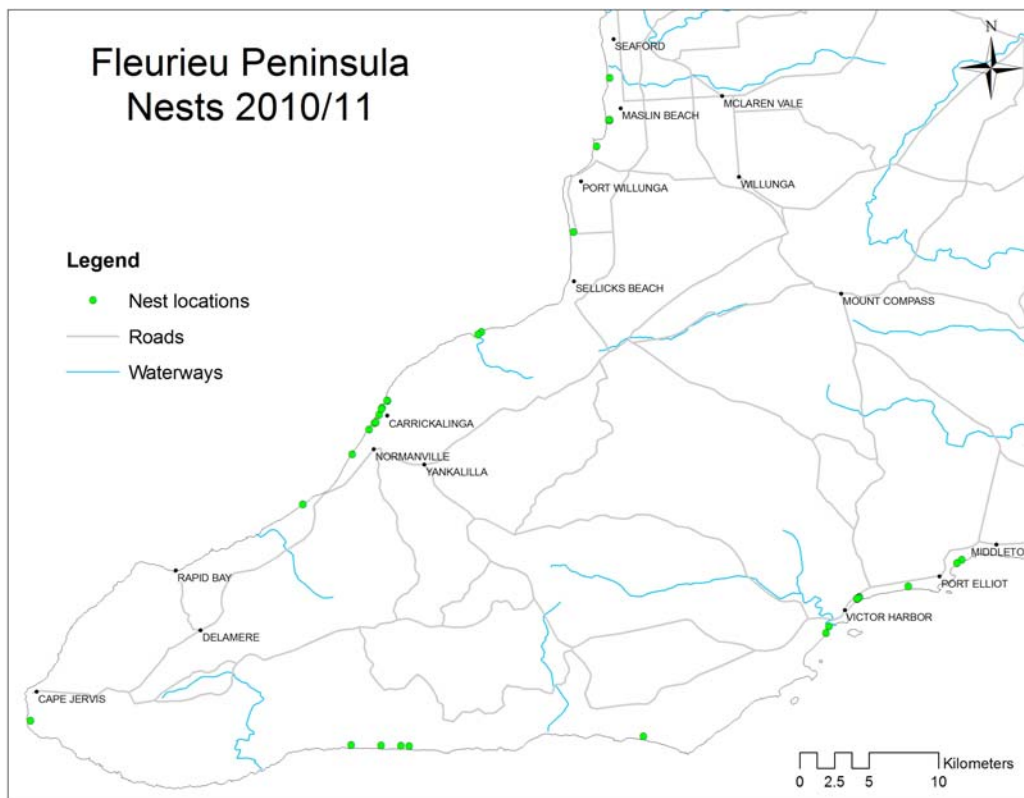 Fleurieu Peninsula
Nests 2010/11
N
SEAFORD
MCLAREN VALE
MASLIN BEACH
PORT WILLUNGA
WILLUNGA
Legend
Nest locations
Roads
Waterways
SELLICKS BEACH
MOUNT COMPASS
CARRICKALINGA
NORMANVILLE
YANKALILLA
MIDDLETO
RAPID BAY
PORT ELLIOT
VICTOR HARBOR
DELAMERE
CAPE JERVIS
Kilometers
0 2.5 5 10